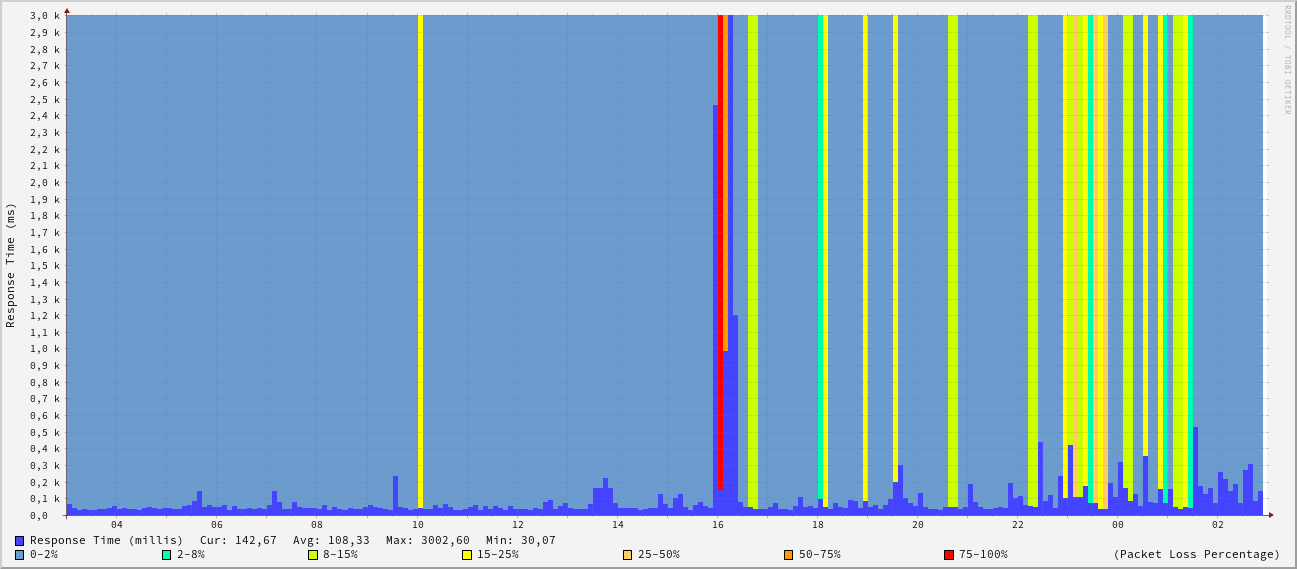 3,0 k
2,9 k
2,8 k
2,7 k
2,6 k
2,5 k
2,4 k
2,3 k
2,2 k
2,1 k
2,0 k
1,9 k
1,8 k
1,7 k
1,6 k
1,5 k
1,4 k
1,3 k
1,2 k
1,1 k
1,0 k
0,9 k
0,8 k
0,7 k
0,6 k
0,5 k
0,4 k
0,3 k
0,2 k
0,1 k
0,0
Response Time (ms)
RRDTOOL / TOBI OETIKER
04 06 08 10 12 14 16 18 20 22 00 02
Response Time (millis) Cur: 142,67 Avg: 108,33 Max: 3002,60 Min: 30,07
0-2% 2-8% 8-15% 15-25% 25-50% 50-75% 75-100% (Packet Loss Percentage)